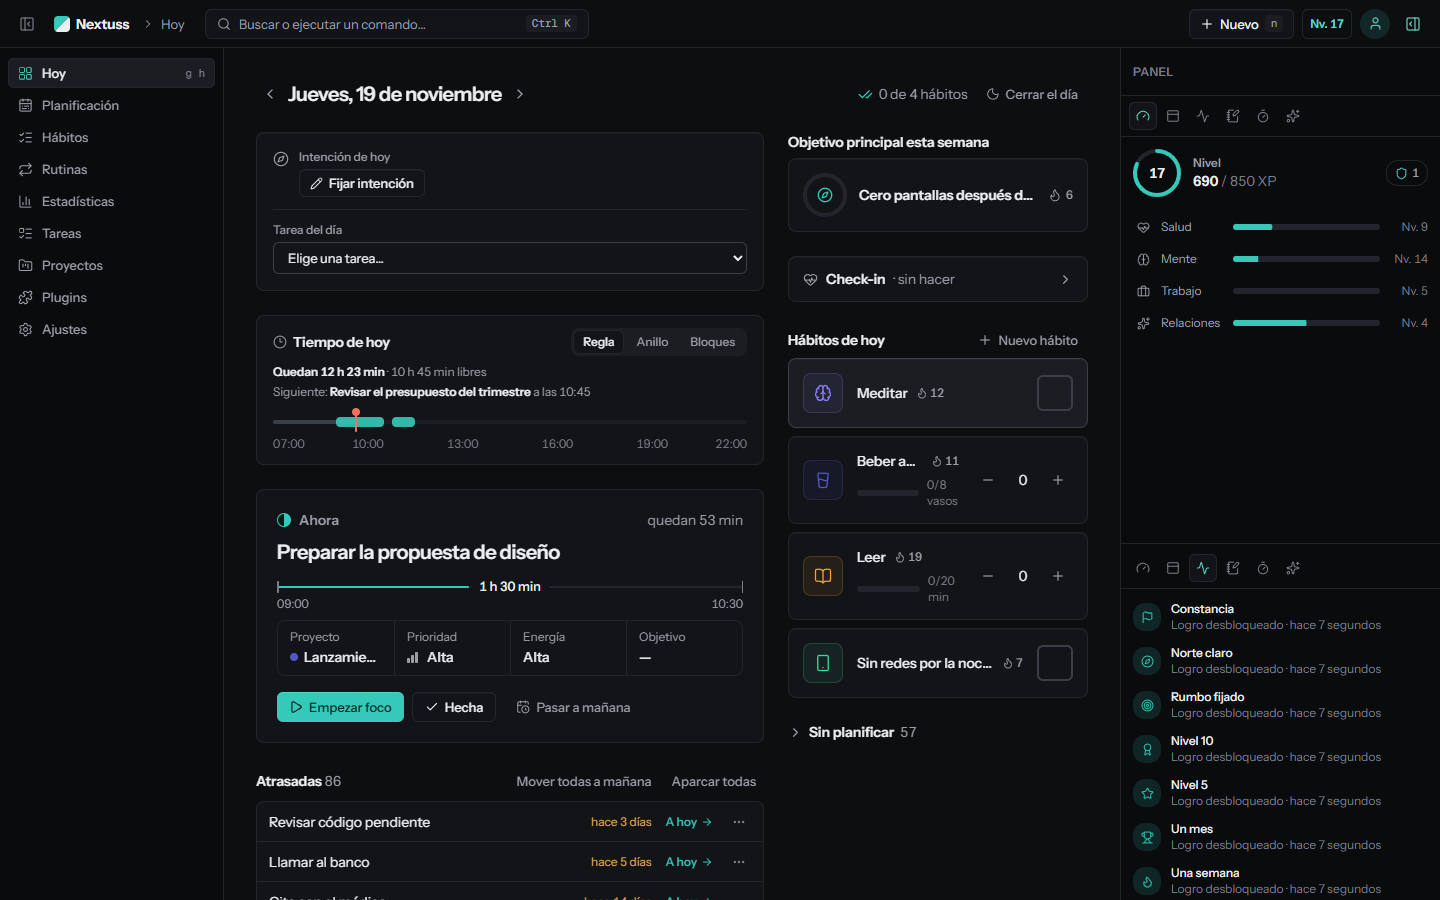 Nextuss
Hoy
Buscar o ejecutar un comando...
Ctrl K
Nuevo
n
Nv. 17
Hoy
g h
Planificación
Hábitos
Rutinas
Estadísticas
Tareas
Proyectos
Plugins
Ajustes
Jueves, 19 de noviembre
0 de 4 hábitos
Cerrar el día
Intención de hoy
Fijar intención
Tarea del día
Elige una tarea...
Tiempo de hoy
Regla
Anillo
Bloques
Quedan 12 h 23 min · 10 h 45 min libres
Siguiente: Revisar el presupuesto del trimestre a las 10:45
07:00
10:00
13:00
16:00
19:00
22:00
Ahora
quedan 53 min
Preparar la propuesta de diseño
1 h 30 min
09:00
10:30
Proyecto
Lanzamie...
Prioridad
Alta
Energía
Alta
Objetivo
—
Empezar foco
Hecha
Pasar a mañana
Atrasadas 86
Mover todas a mañana
Aparcar todas
Revisar código pendiente
hace 3 días
A hoy
Llamar al banco
hace 5 días
A hoy
Objetivo principal esta semana
Cero pantallas después d...
6
Check-in · sin hacer
Hábitos de hoy
Nuevo hábito
Meditar
12
Beber a...
11
0/8
vasos
0
Leer
19
0/20
min
0
Sin redes por la noc...
7
Sin planificar 57
PANEL
17
Nivel
690 / 850 XP
1
Salud
Nv. 9
Mente
Nv. 14
Trabajo
Nv. 5
Relaciones
Nv. 4
Constancia
Logro desbloqueado · hace 7 segundos
Norte claro
Logro desbloqueado · hace 7 segundos
Rumbo fijado
Logro desbloqueado · hace 7 segundos
Nivel 10
Logro desbloqueado · hace 7 segundos
Nivel 5
Logro desbloqueado · hace 7 segundos
Un mes
Logro desbloqueado · hace 7 segundos
Una semana
Logro desbloqueado · hace 7 segundos